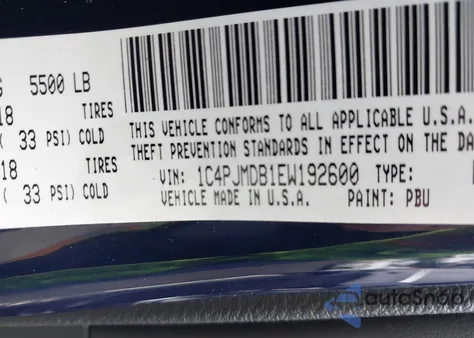 G 5500 LB
18 TIRES
( 33 PSI) COLD
18 TIRES
( 33 PSI) COLD
THIS VEHICLE CONFORMS TO ALL APPLICABLE U.S.A.
THEFT PREVENTION STANDARDS IN EFFECT ON THE DA
VIN: 1C4PJMDB1EW192600 TYPE:
VEHICLE MADE IN U.S.A. PAINT: PBU
autoSnap